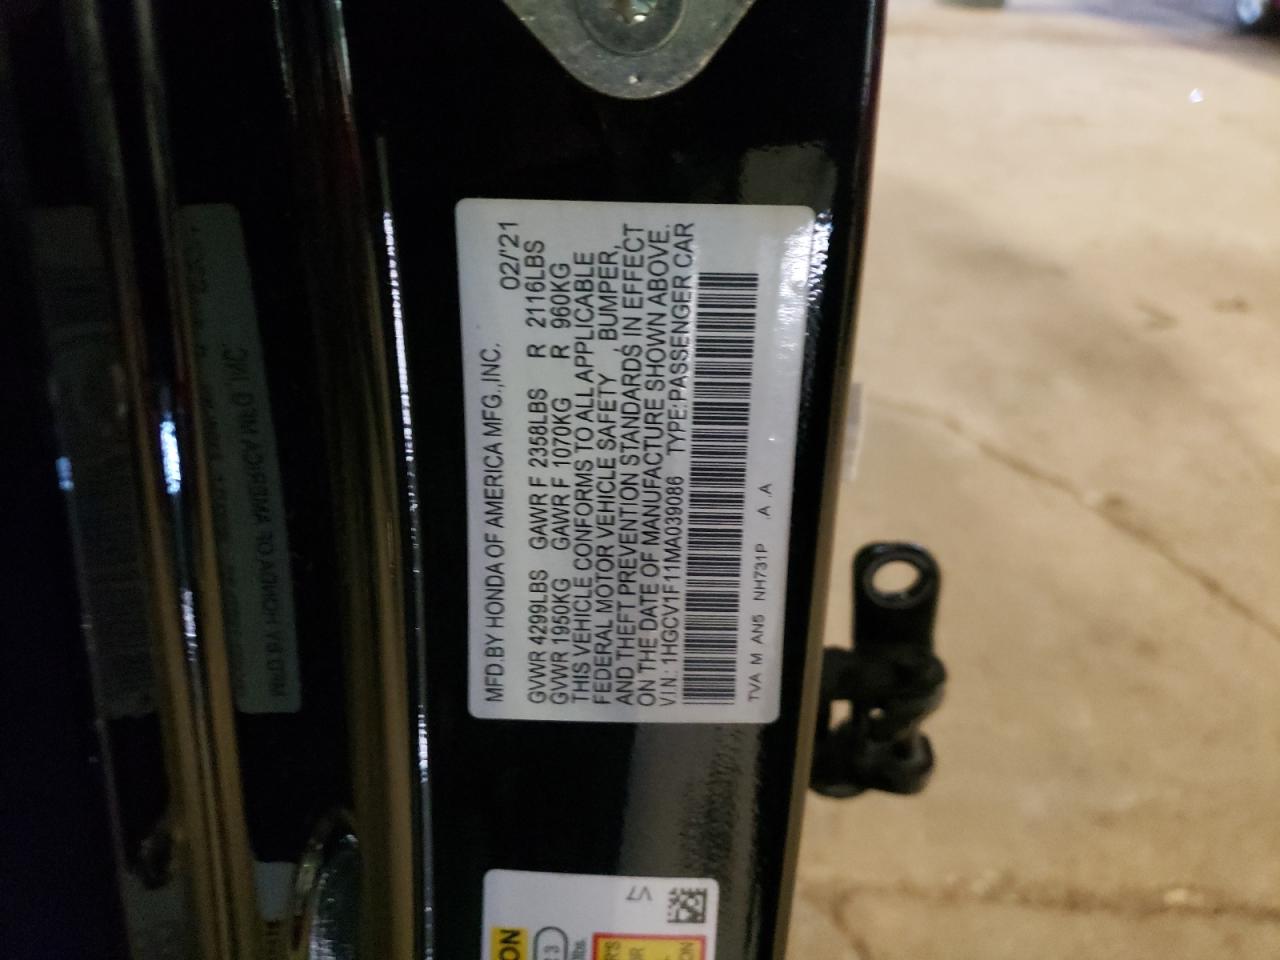 MFD.BY HONDA OF AMERICA MFG.,INC.
02/'21
GVWR 4299LBS GAWR F 2358LBS R 2116LBS
GVWR 1950KG GAWR F 1070KG R 960KG
THIS VEHICLE CONFORMS TO ALL APPLICABLE
FEDERAL MOTOR VEHICLE SAFETY , BUMPER,
AND THEFT PREVENTION STANDARDS IN EFFECT
ON THE DATE OF MANUFACTURE SHOWN ABOVE.
V.I.N.: 1HGCV1F11MA039086 TYPE:PASSENGER CAR
TVA M AN5 NH731P .A .A
V7